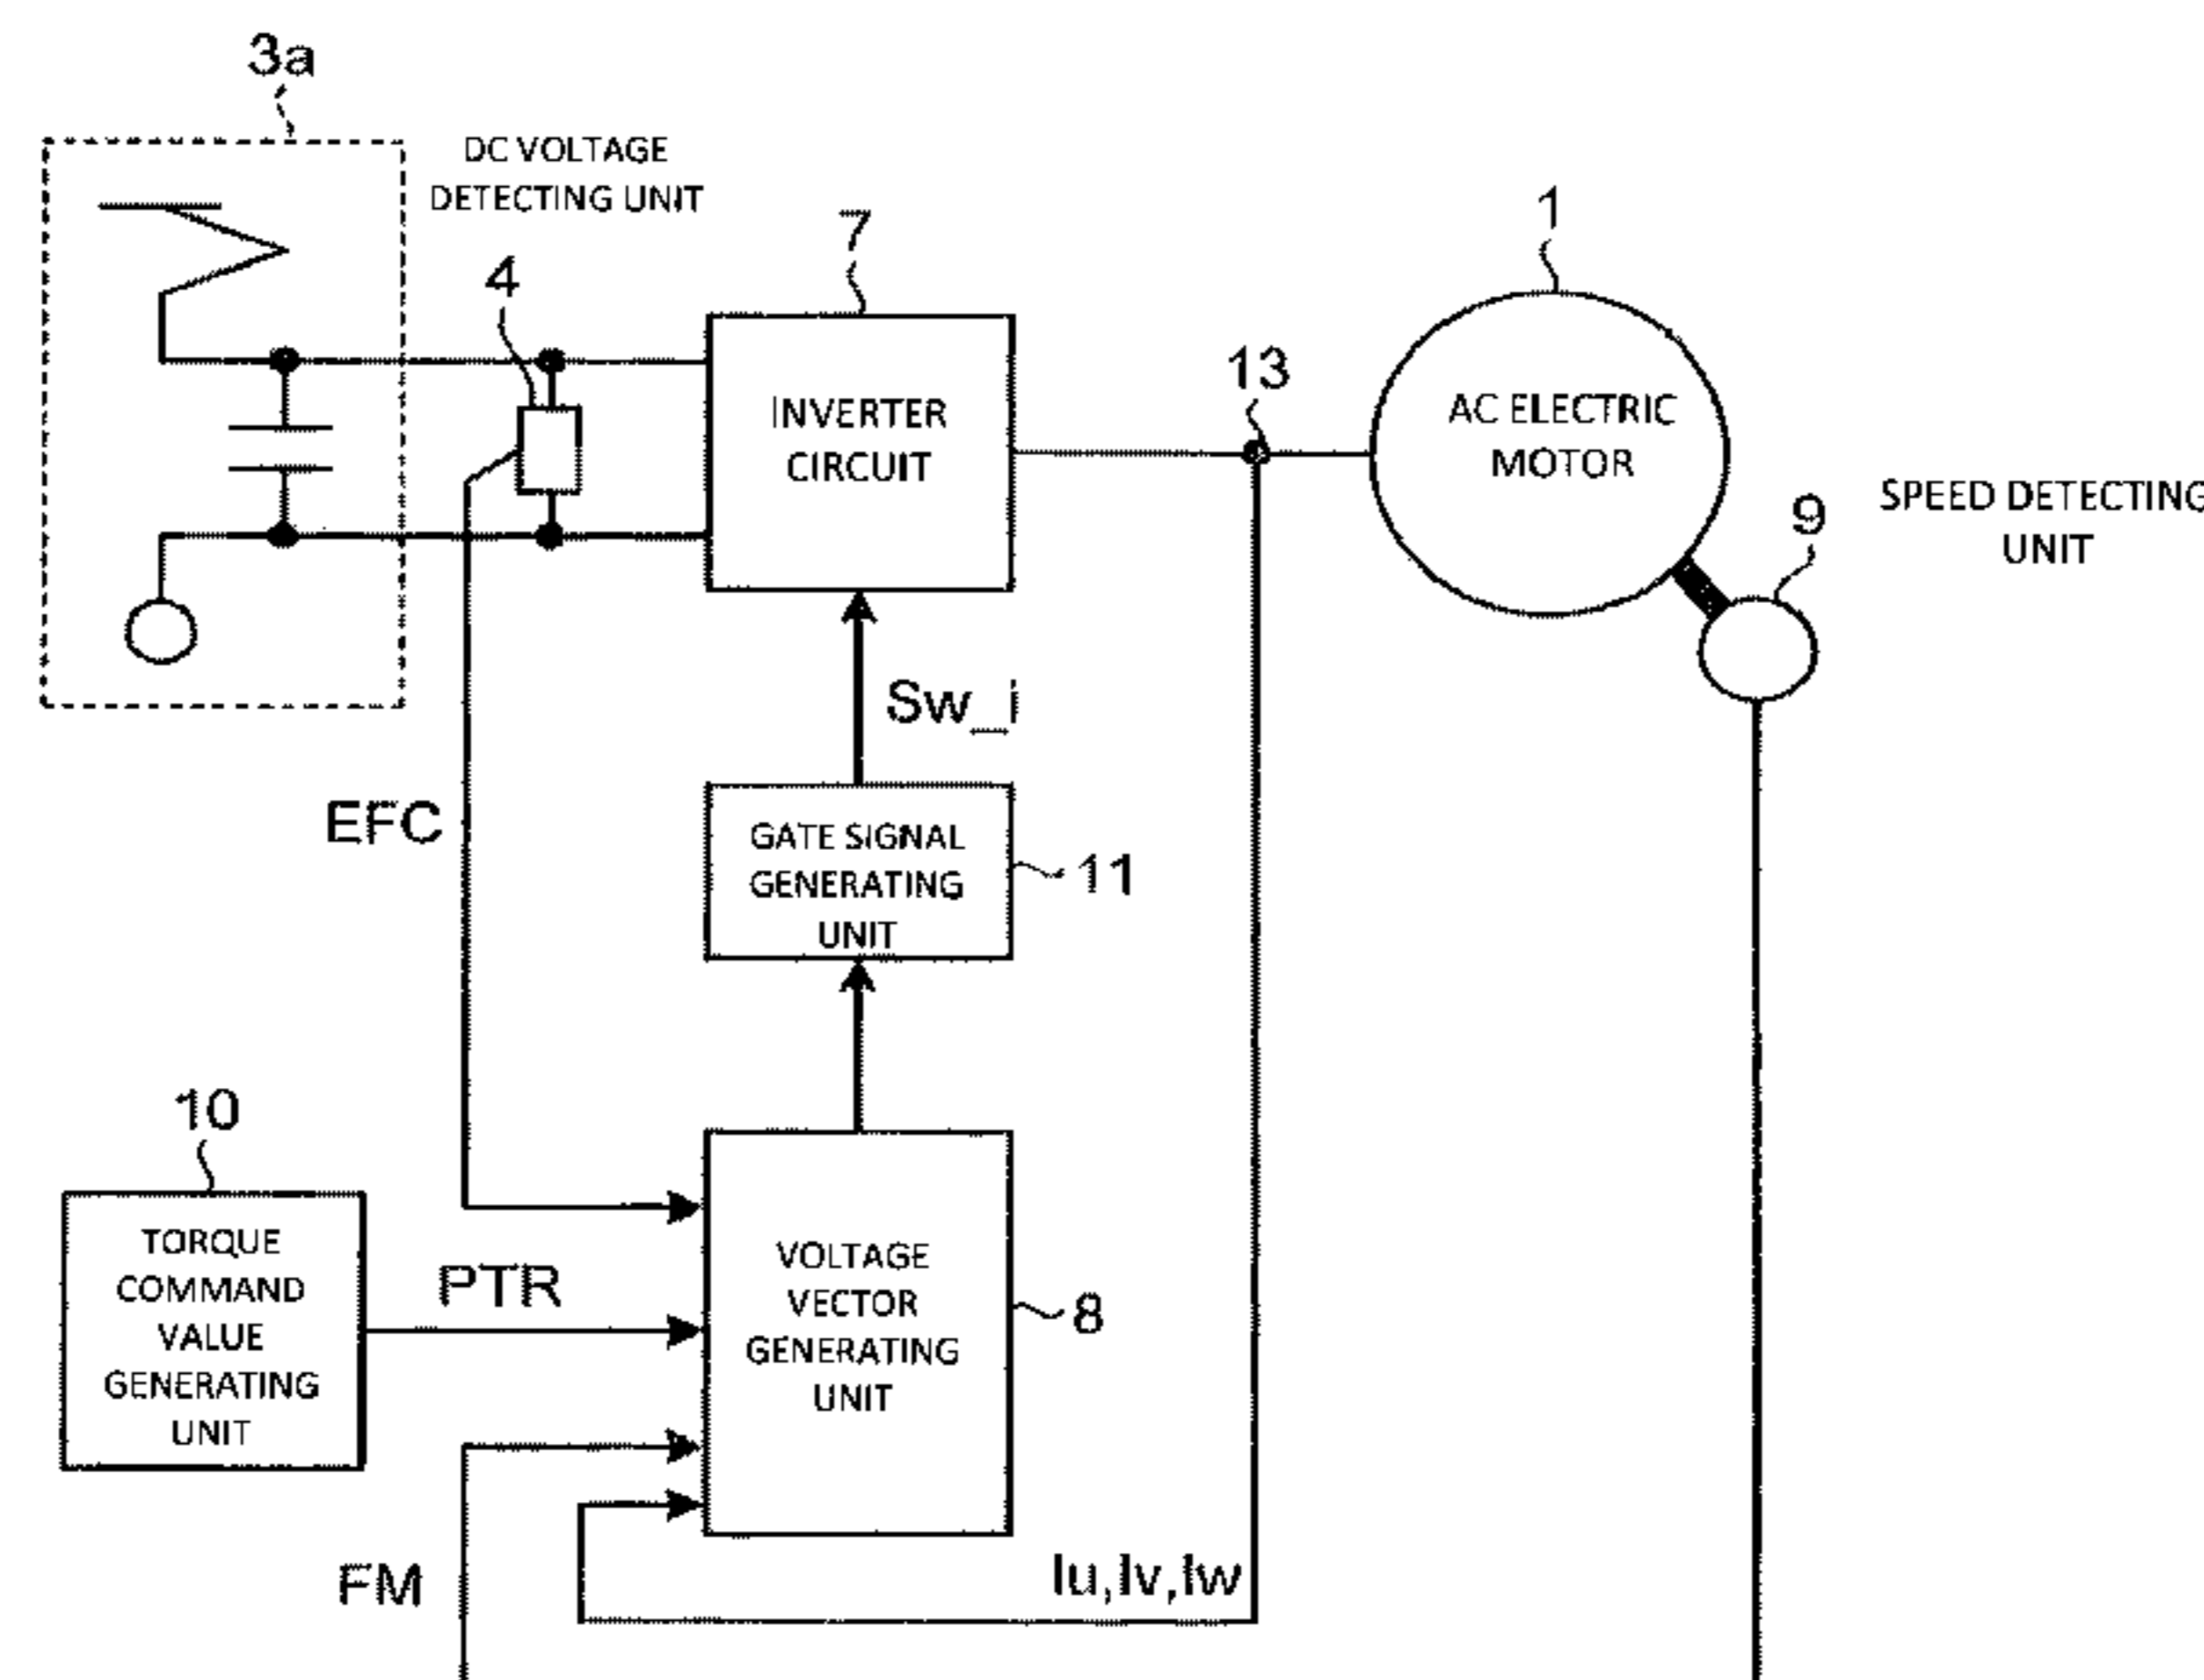 3a
DC VOLTAGE
DETECTING UNIT
4
7
INVERTER
CIRCUIT
13
1
AC ELECTRIC
MOTOR
9
SPEED DETECTING
UNIT
Sw_i
EFC
GATE SIGNAL
GENERATING
UNIT
11
10
TORQUE
COMMAND
VALUE
GENERATING
UNIT
PTR
VOLTAGE
VECTOR
GENERATING
UNIT
8
FM
Iu,Iv,Iw